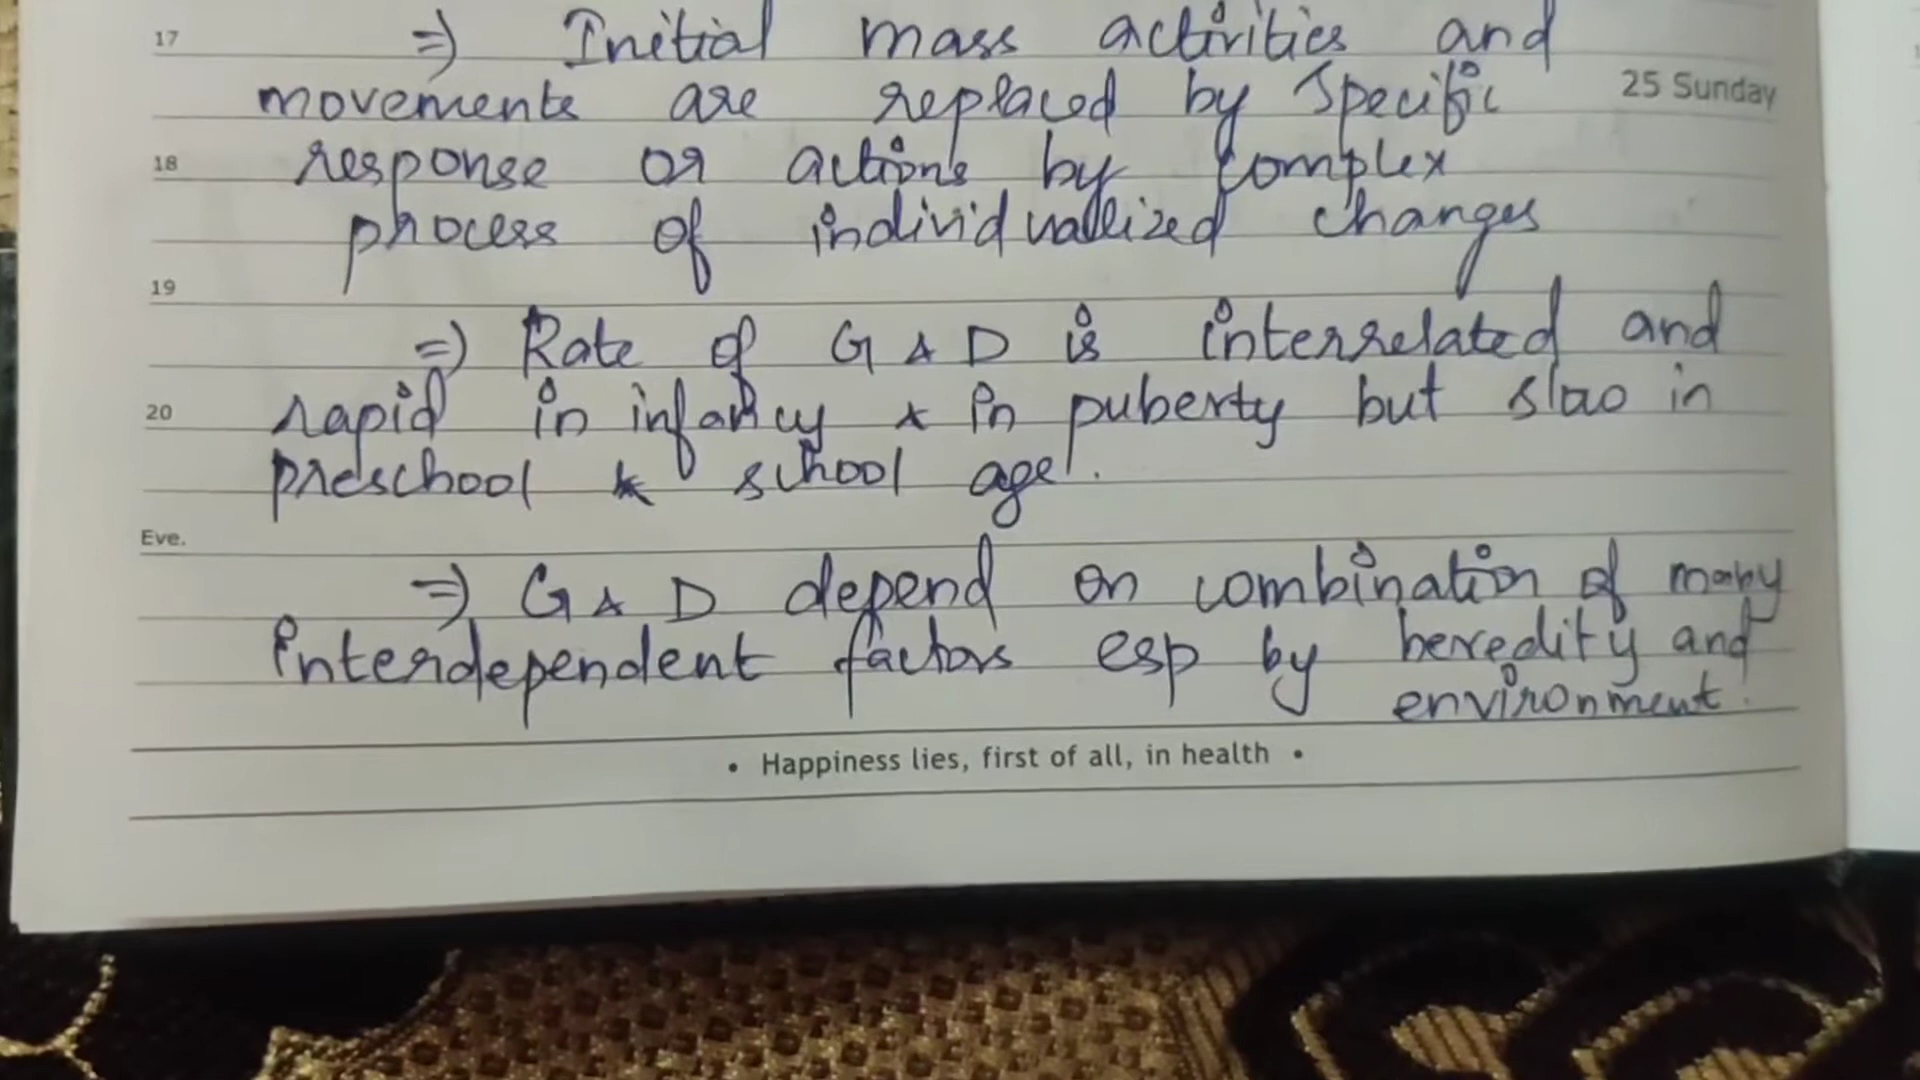 17
⇒ Initial mass activities and
movements are replaced by specific
25 Sunday
18
response or actions by complex
process of individuallized changes
19
⇒ Rate of G & D is interrelated and
20
rapid in infancy & in puberty but slow in
preschool & school age.
Eve.
⇒ G & D depend on combination of many
interdependent factors esp by heredity and
environment.
• Happiness lies, first of all, in health •